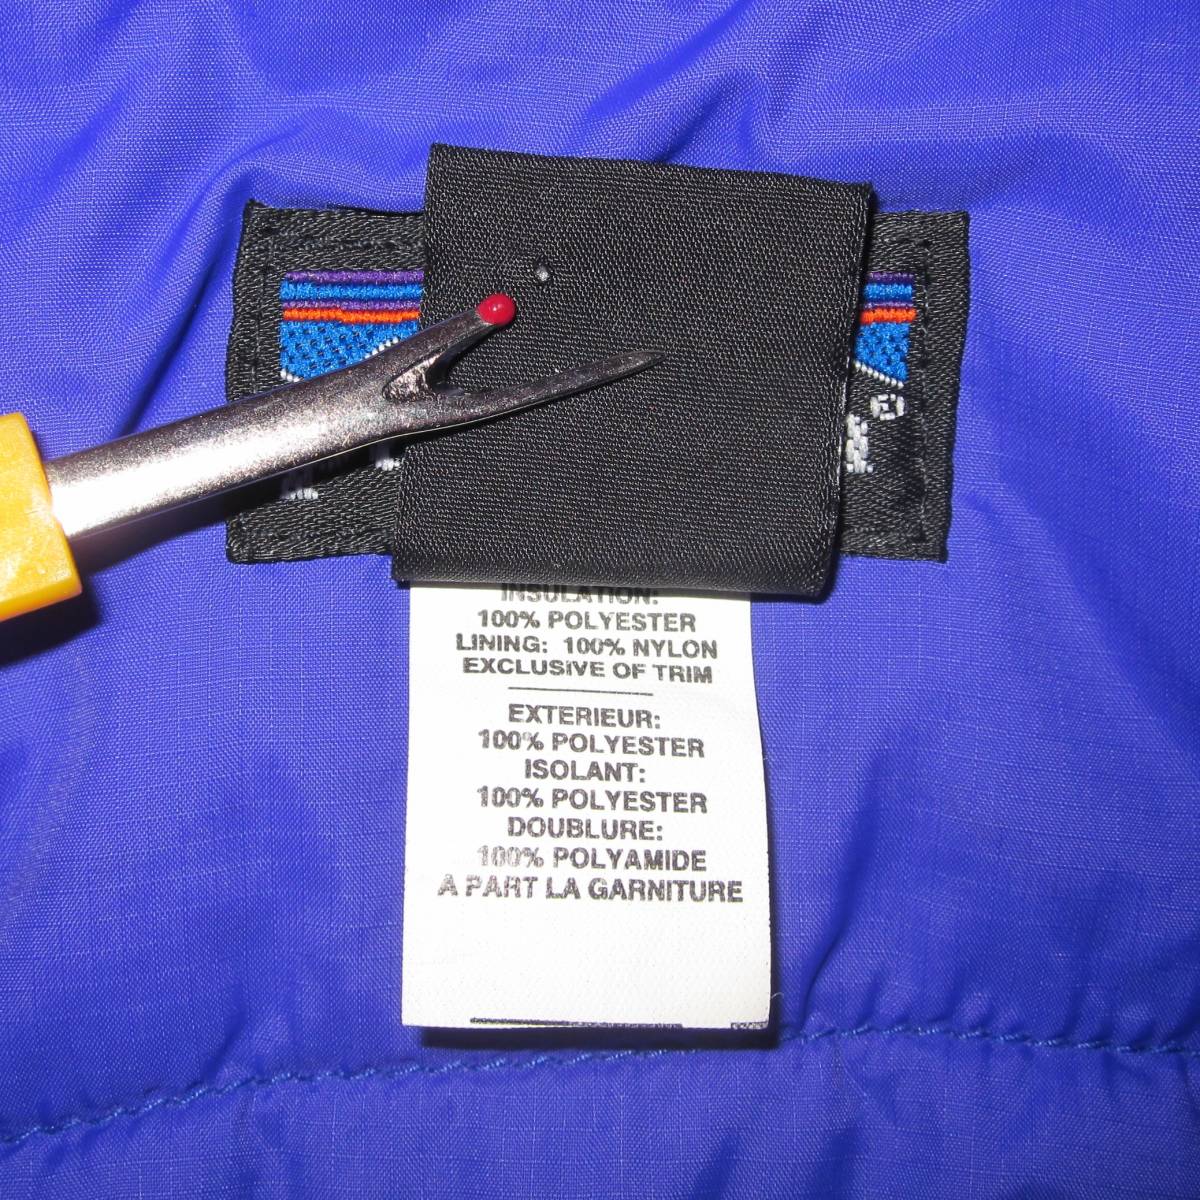 INSULATION:
100% POLYESTER
LINING: 100% NYLON
EXCLUSIVE OF TRIM
EXTERIEUR:
100% POLYESTER
ISOLANT:
100% POLYESTER
DOUBLURE:
100% POLYAMIDE
A PART LA GARNITURE